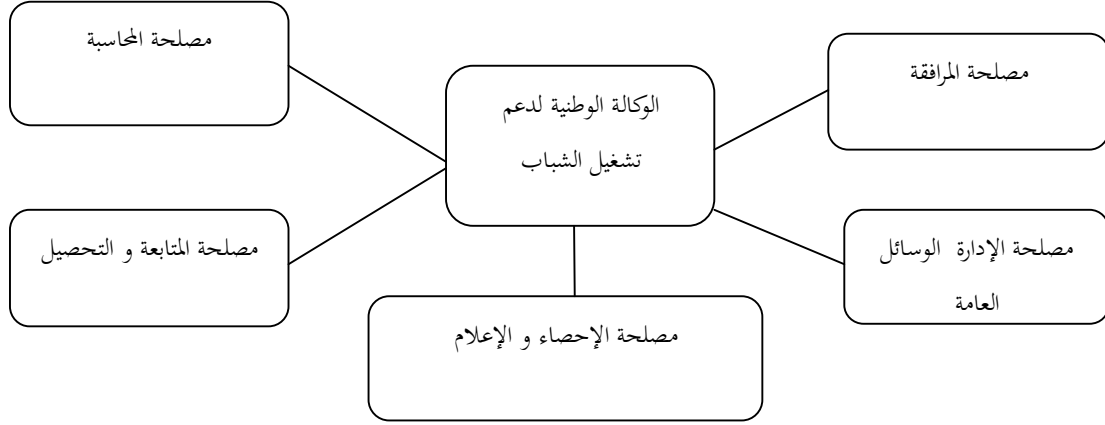 مصلحة المحاسبة
مصلحة المرافقة
الوكالة الوطنية لدعم
تشغيل الشباب
مصلحة المتابعة و التحصيل
مصلحة الإدارة الوسائل
العامة
مصلحة الإحصاء و الإعلام